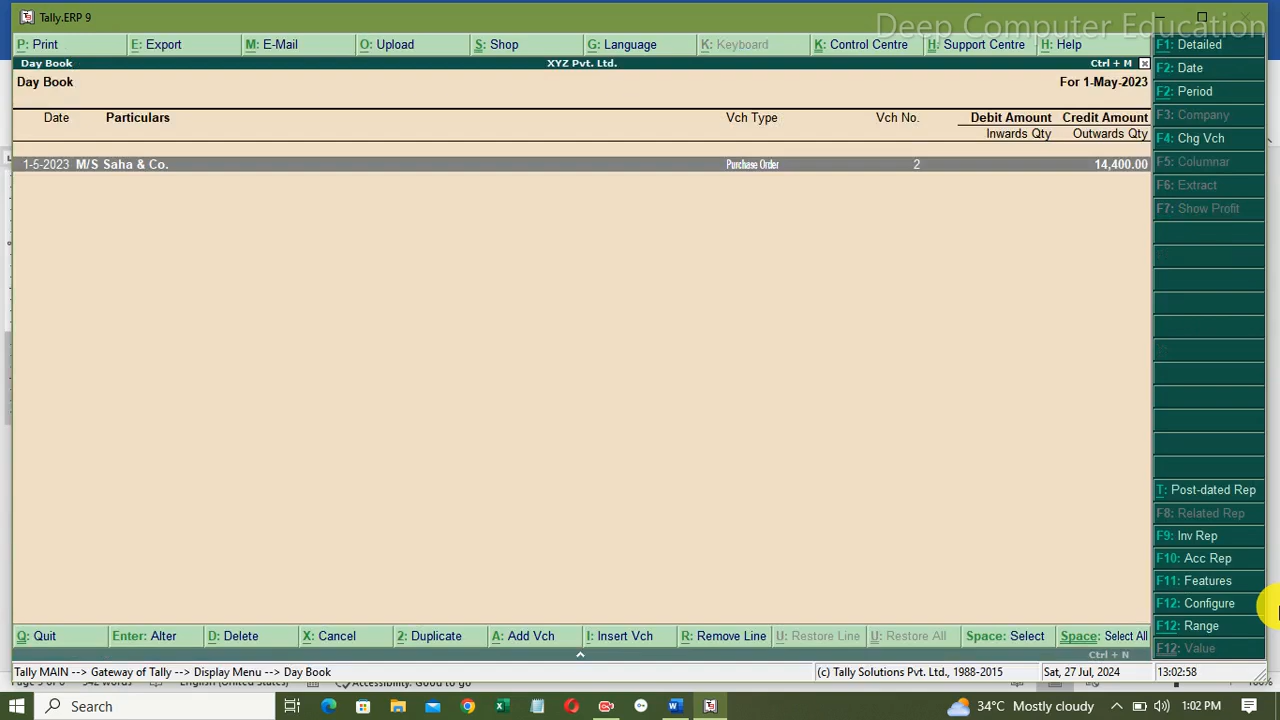 Deep Computer Education
Tally.ERP 9
P: Print E: Export M: E-Mail O: Upload S: Shop G: Language K: Keyboard K: Control Centre H: Support Centre H: Help
Day Book XYZ Pvt. Ltd. Ctrl + M
Day Book For 1-May-2023
Date Particulars Vch Type Vch No. Debit Amount Credit Amount
Inwards Qty Outwards Qty
1-5-2023 M/S Saha & Co. Purchase Order 2 14,400.00
F1: Detailed
F2: Date
F2: Period
F3: Company
F4: Chg Vch
F5: Columnar
F6: Extract
F7: Show Profit
T: Post-dated Rep
F8: Related Rep
F9: Inv Rep
F10: Acc Rep
F11: Features
F12: Configure
F12: Range
F12: Value
Q: Quit Enter: Alter D: Delete X: Cancel 2: Duplicate A: Add Vch I: Insert Vch R: Remove Line U: Restore Line U: Restore All Space: Select Space: Select All
Ctrl + N
Tally MAIN --> Gateway of Tally --> Display Menu --> Day Book (c) Tally Solutions Pvt. Ltd., 1988-2015 Sat, 27 Jul, 2024 13:02:58
Search 34°C Mostly cloudy 1:02 PM